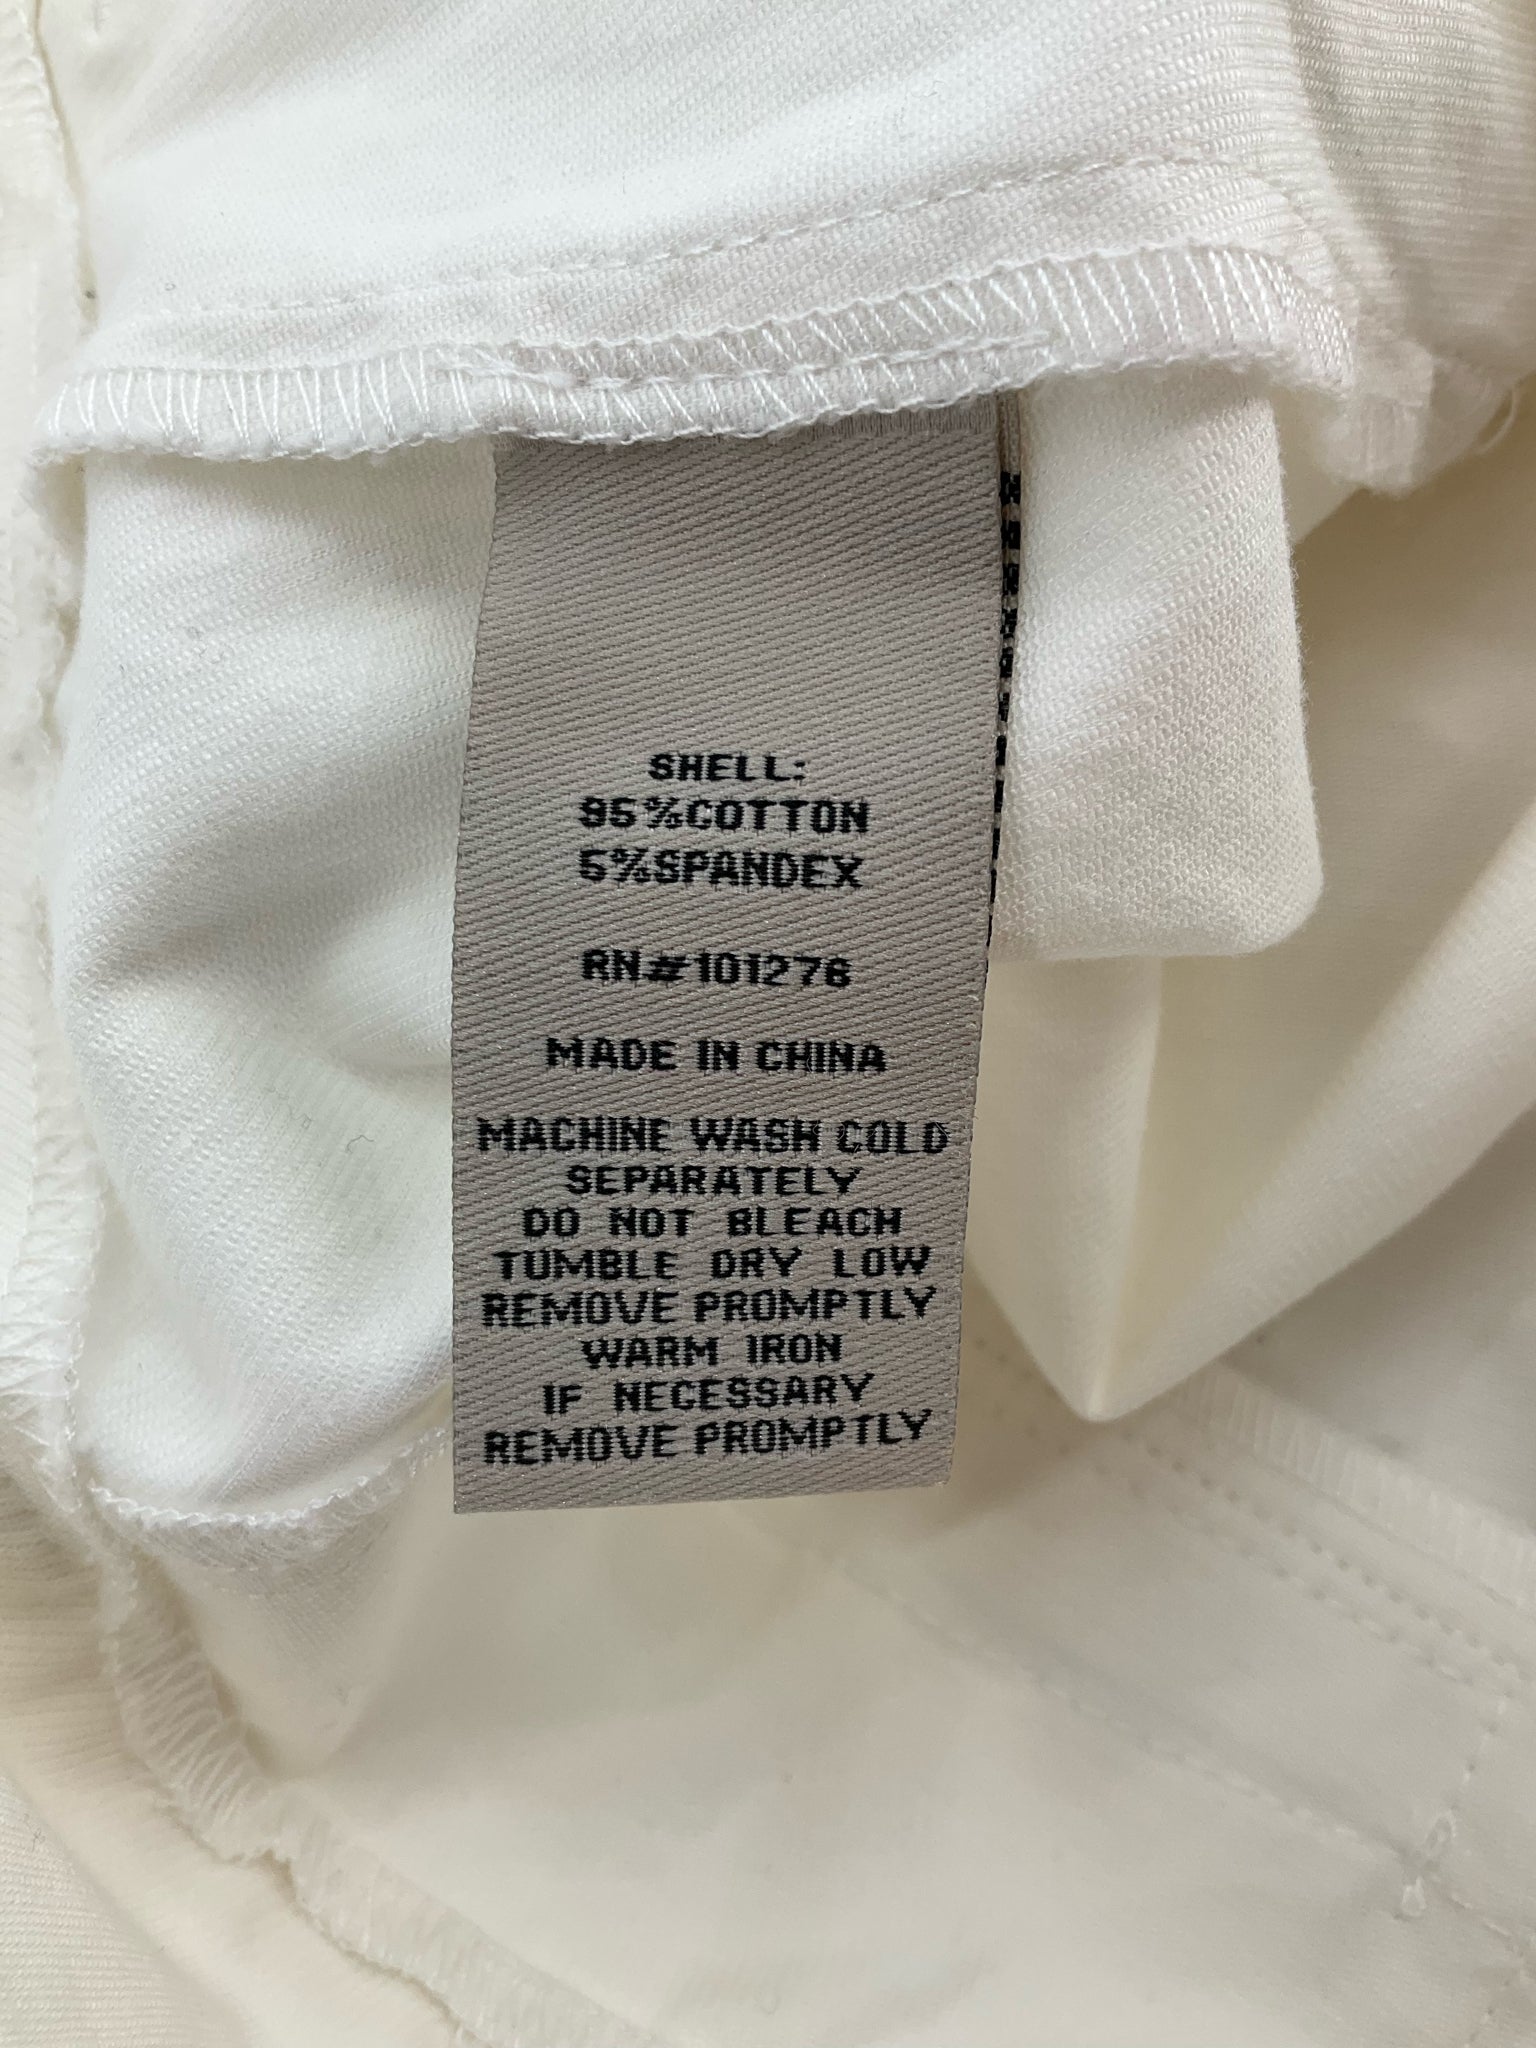 SHELL:
95%COTTON
5%SPANDEX
RN#101276
MADE IN CHINA
MACHINE WASH COLD
SEPARATELY
DO NOT BLEACH
TUMBLE DRY LOW
REMOVE PROMPTLY
WARM IRON
IF NECESSARY
REMOVE PROMPTLY